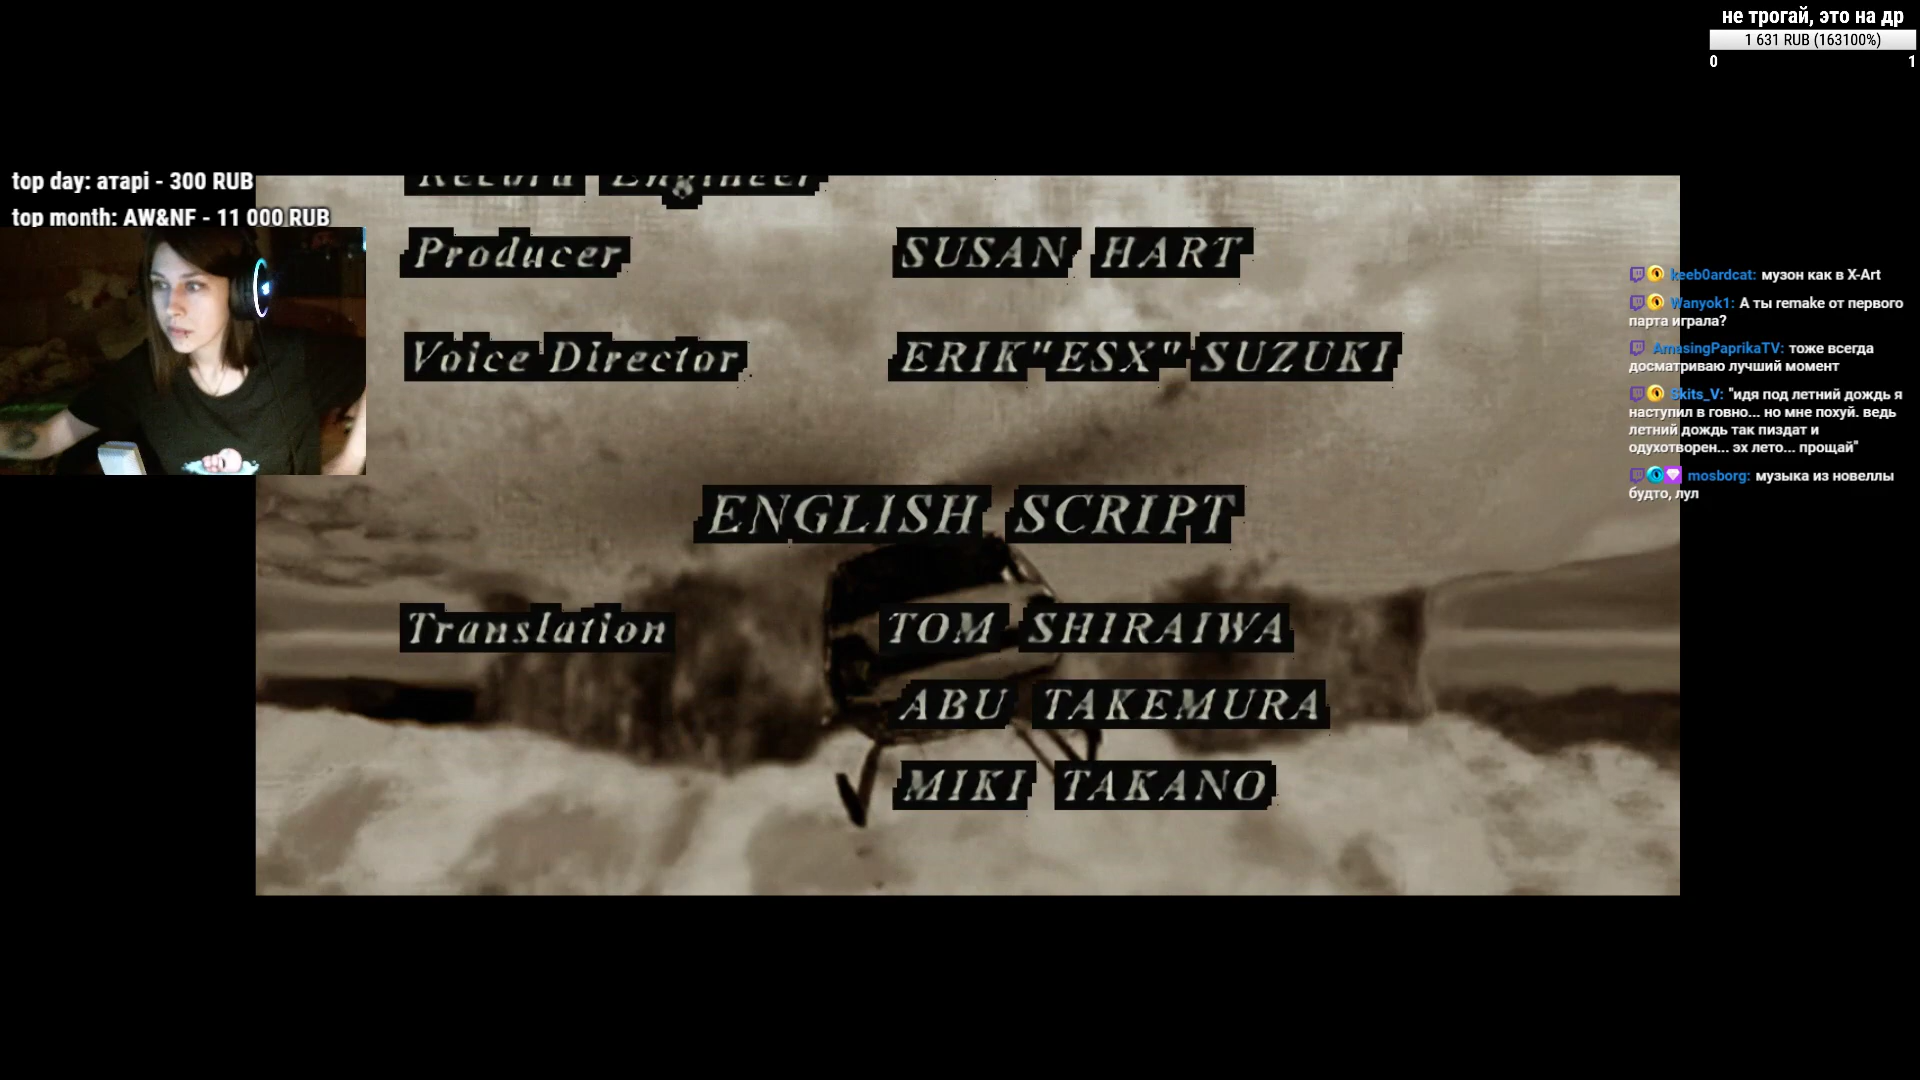 не трогай, это на др
1 631 RUB (163100%)
0 1
top day: атарі - 300 RUB
top month: AW&NF - 11 000 RUB
Record Engineer
Producer SUSAN HART
Voice Director ERIK"ESX" SUZUKI
ENGLISH SCRIPT
Translation TOM SHIRAIWA
ABU TAKEMURA
MIKI TAKANO
keeb0ardcat: музон как в X-Art
Wanyok1: А ты remake от первого
парта играла?
AmasingPaprikaTV: тоже всегда
досматриваю лучший момент
Skits_V: "идя под летний дождь я
наступил в говно... но мне похуй. ведь
летний дождь так пиздат и
одухотворен... эх лето... прощай"
mosborg: музыка из новеллы
будто, лул